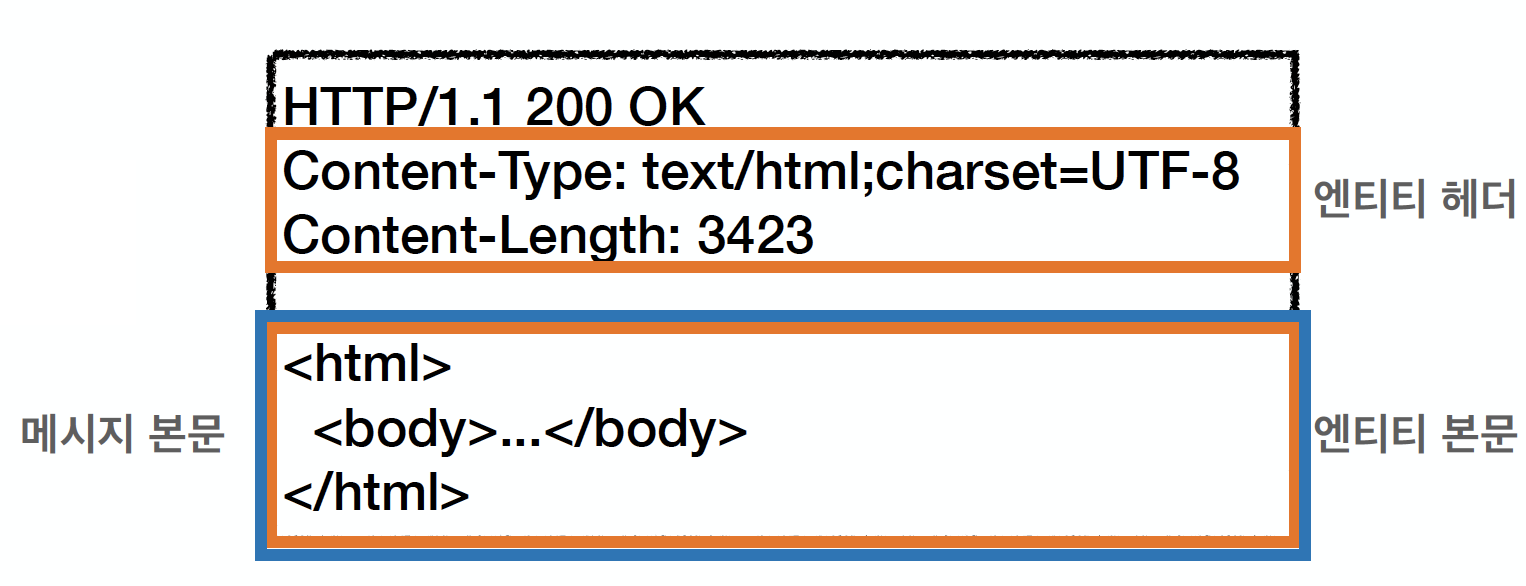 HTTP/1.1 200 OK
Content-Type: text/html;charset=UTF-8
Content-Length: 3423
엔티티 헤더
<html>
<body>...</body>
</html>
메시지 본문
엔티티 본문